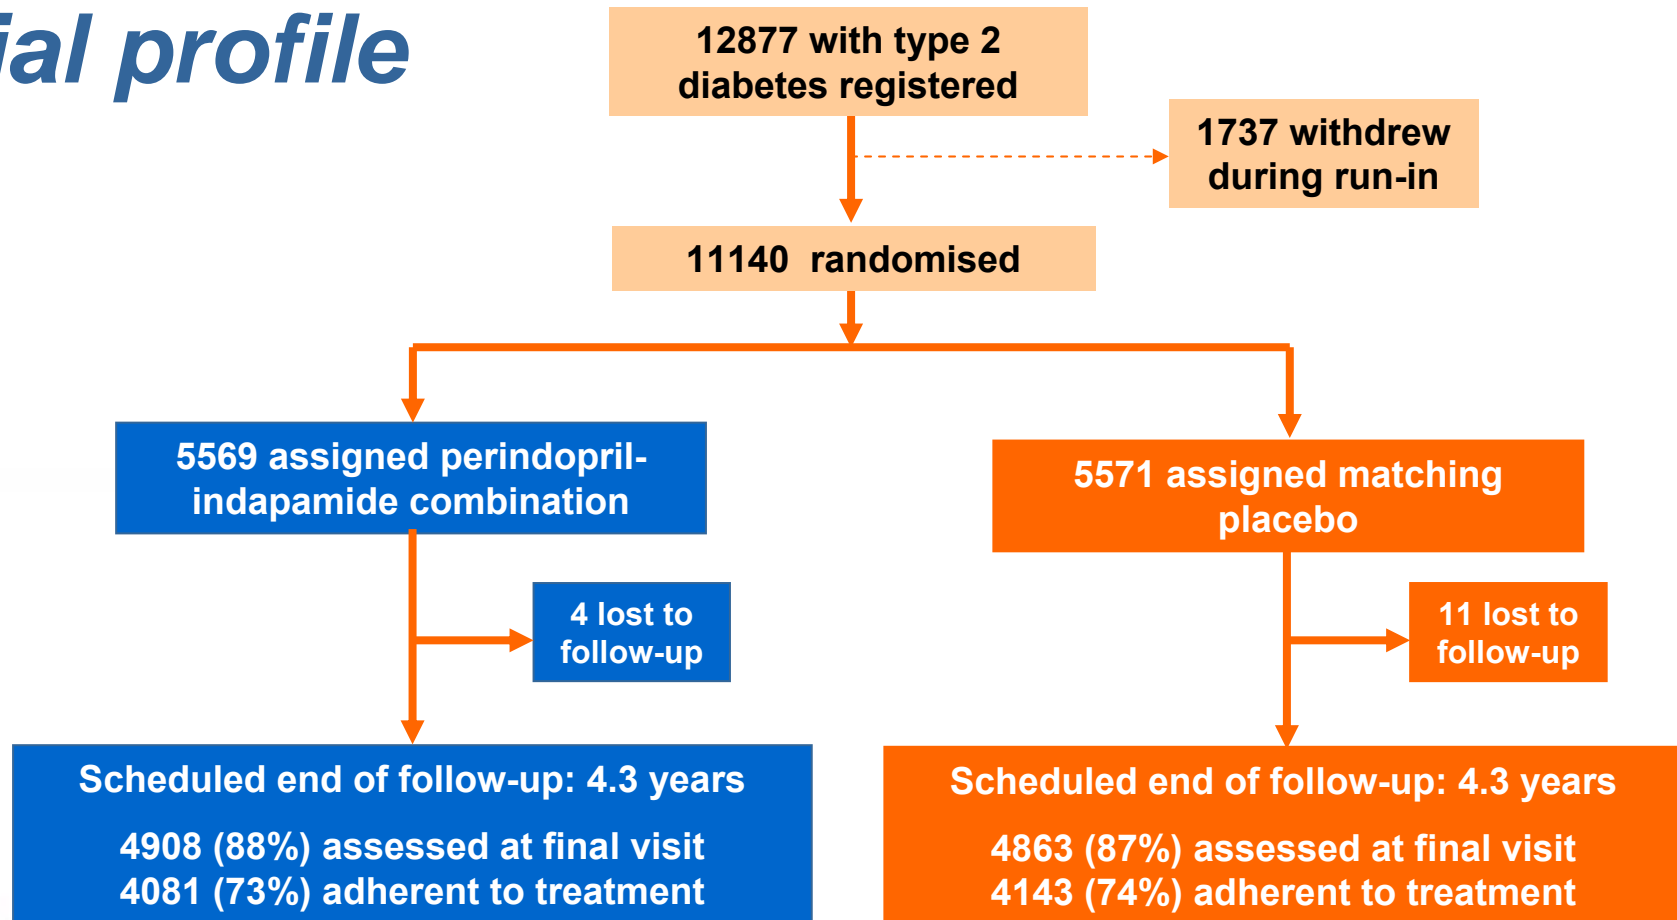 ial profile
12877 with type 2
diabetes registered
1737 withdrew
during run-in
11140 randomised
5569 assigned perindopril-
indapamide combination
5571 assigned matching
placebo
4 lost to
follow-up
11 lost to
follow-up
Scheduled end of follow-up: 4.3 years
4908 (88%) assessed at final visit
4081 (73%) adherent to treatment
Scheduled end of follow-up: 4.3 years
4863 (87%) assessed at final visit
4143 (74%) adherent to treatment